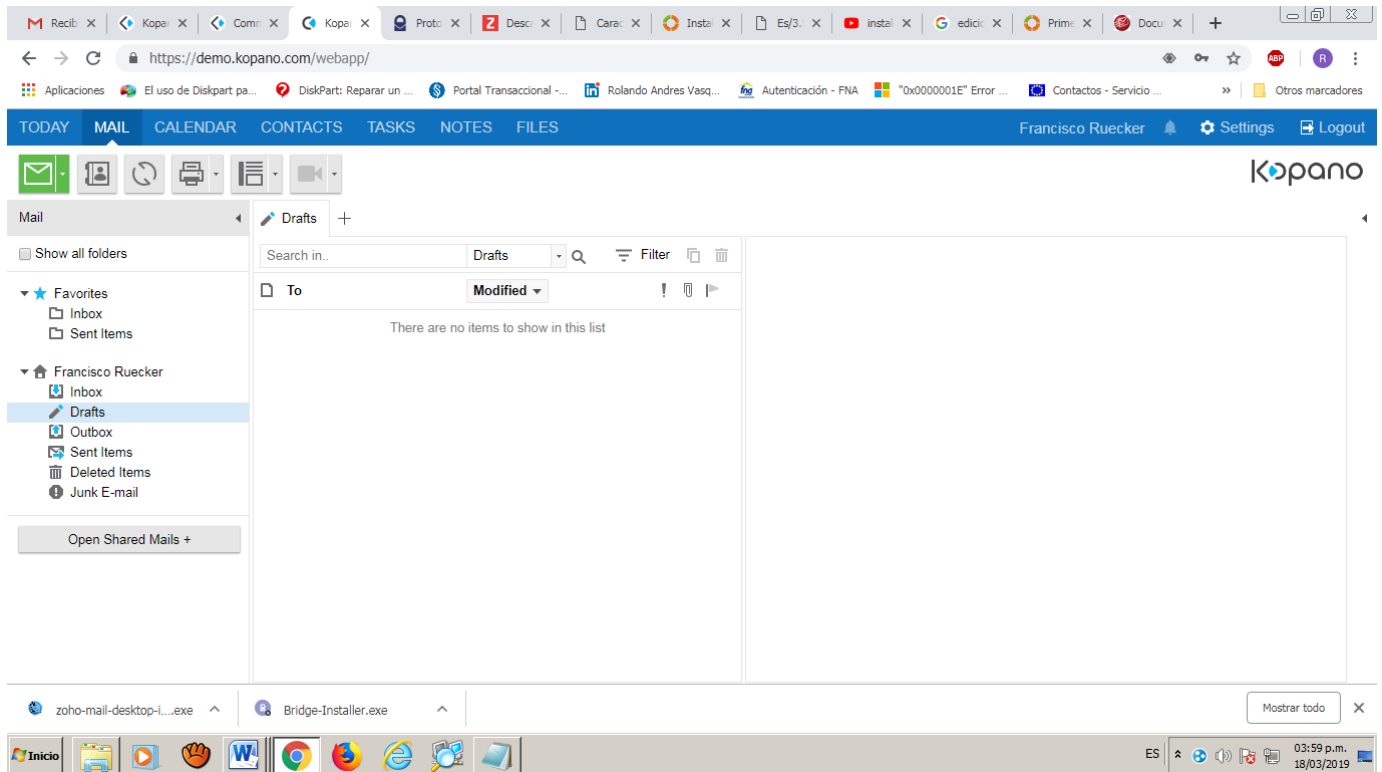 Recib Kopar Comn Kopar Proto Desca Carac Instal Es/3. instal edició Prime Docu
https://demo.kopano.com/webapp/ ABP R
Aplicaciones El uso de Diskpart pa... DiskPart: Reparar un ... Portal Transaccional -... Rolando Andres Vasq... fna Autenticación - FNA "0x0000001E" Error ... Contactos - Servicio ... » Otros marcadores
TODAY MAIL CALENDAR CONTACTS TASKS NOTES FILES Francisco Ruecker Settings Logout
Kopano
Mail Drafts
Show all folders Search in.. Drafts Filter
Favorites To Modified
Inbox
Sent Items There are no items to show in this list
Francisco Ruecker
Inbox
Drafts
Outbox
Sent Items
Deleted Items
Junk E-mail
Open Shared Mails +
zoho-mail-desktop-i....exe Bridge-Installer.exe Mostrar todo
Inicio ES 03:59 p.m.
18/03/2019